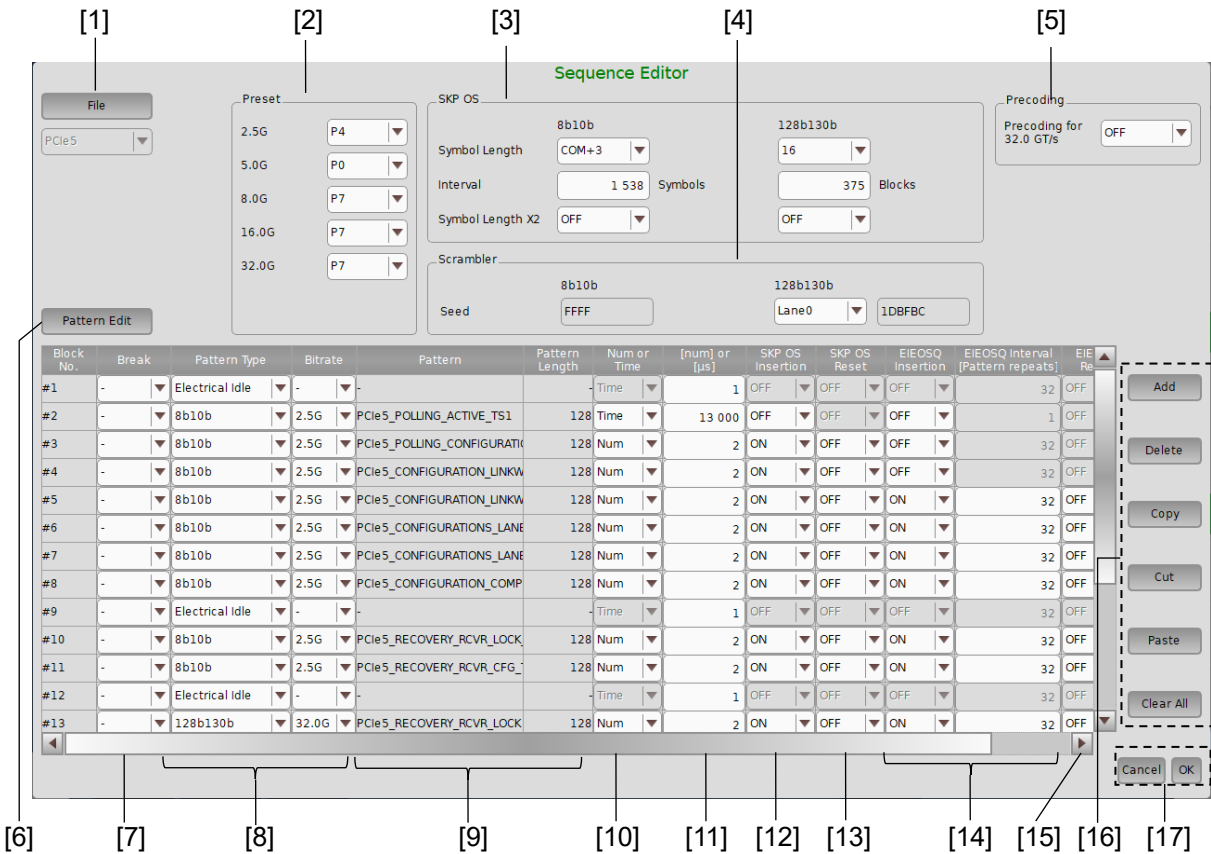 [1] [2] [3] [4] [5]
Sequence Editor
File
PCIe5
Preset
2.5G P4
5.0G P0
8.0G P7
16.0G P7
32.0G P7
SKP OS
8b10b 128b130b
Symbol Length COM+3 16
Interval 1 538 Symbols 375 Blocks
Symbol Length X2 OFF OFF
Scrambler
8b10b 128b130b
Seed FFFF Lane0 1DBFBC
Precoding
Precoding for
32.0 GT/s
OFF
Pattern Edit
Block No. Break Pattern Type Bitrate Pattern Pattern Length Num or Time [num] or [µs] SKP OS Insertion SKP OS Reset EIEOSQ Insertion EIEOSQ Interval [Pattern repeats] EIE Re
#1 - Electrical Idle - - - Time 1 OFF OFF OFF 32 OFF
#2 - 8b10b 2.5G PCIe5_POLLING_ACTIVE_TS1 128 Time 13 000 OFF OFF OFF 1 OFF
#3 - 8b10b 2.5G PCIe5_POLLING_CONFIGURATI 128 Num 2 ON OFF OFF 32 OFF
#4 - 8b10b 2.5G PCIe5_CONFIGURATION_LINKW 128 Num 2 ON OFF OFF 32 OFF
#5 - 8b10b 2.5G PCIe5_CONFIGURATION_LINKW 128 Num 2 ON OFF ON 32 OFF
#6 - 8b10b 2.5G PCIe5_CONFIGURATIONS_LANE 128 Num 2 ON OFF ON 32 OFF
#7 - 8b10b 2.5G PCIe5_CONFIGURATIONS_LANE 128 Num 2 ON OFF ON 32 OFF
#8 - 8b10b 2.5G PCIe5_CONFIGURATION_COMP 128 Num 2 ON OFF ON 32 OFF
#9 - Electrical Idle - - - Time 1 OFF OFF OFF 32 OFF
#10 - 8b10b 2.5G PCIe5_RECOVERY_RCVR_LOCK_ 128 Num 2 ON OFF ON 32 OFF
#11 - 8b10b 2.5G PCIe5_RECOVERY_RCVR_CFG_T 128 Num 2 ON OFF ON 32 OFF
#12 - Electrical Idle - - - Time 1 OFF OFF OFF 32 OFF
#13 - 128b130b 32.0G PCIe5_RECOVERY_RCVR_LOCK 128 Num 2 ON OFF ON 32 OFF
Add
Delete
Copy
Cut
Paste
Clear All
Cancel OK
[6] [7] [8] [9] [10] [11] [12] [13] [14] [15] [16] [17]